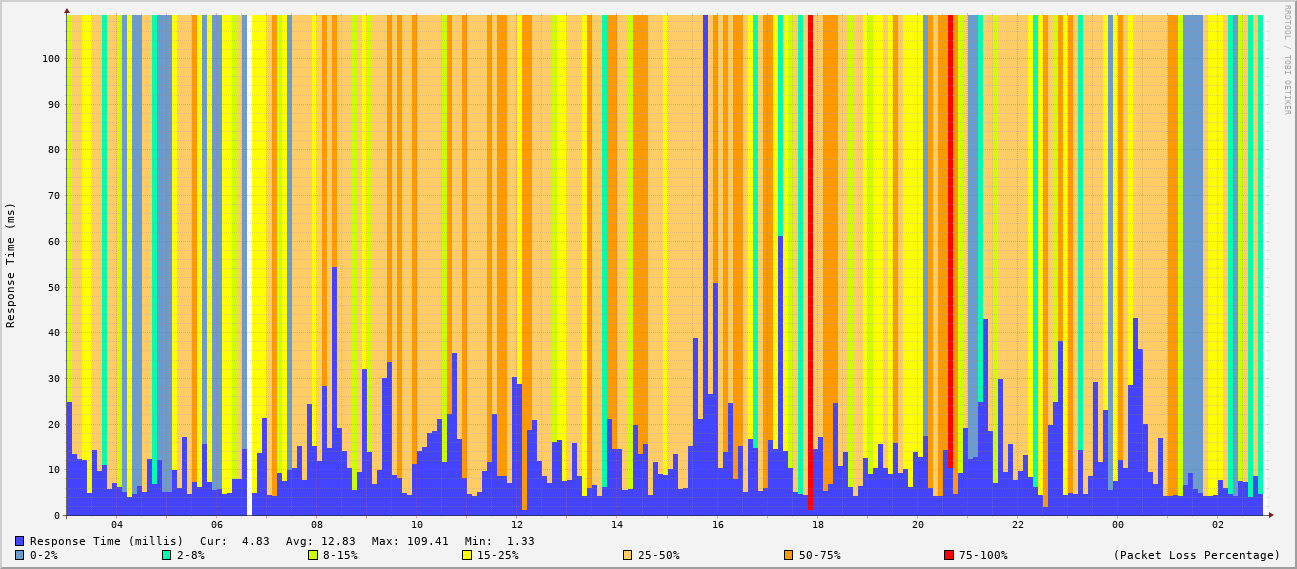 RRDTOOL / TOBI OETIKER
Response Time (ms)
100
90
80
70
60
50
40
30
20
10
0
04 06 08 10 12 14 16 18 20 22 00 02
Response Time (millis) Cur: 4.83 Avg: 12.83 Max: 109.41 Min: 1.33
0-2% 2-8% 8-15% 15-25% 25-50% 50-75% 75-100% (Packet Loss Percentage)